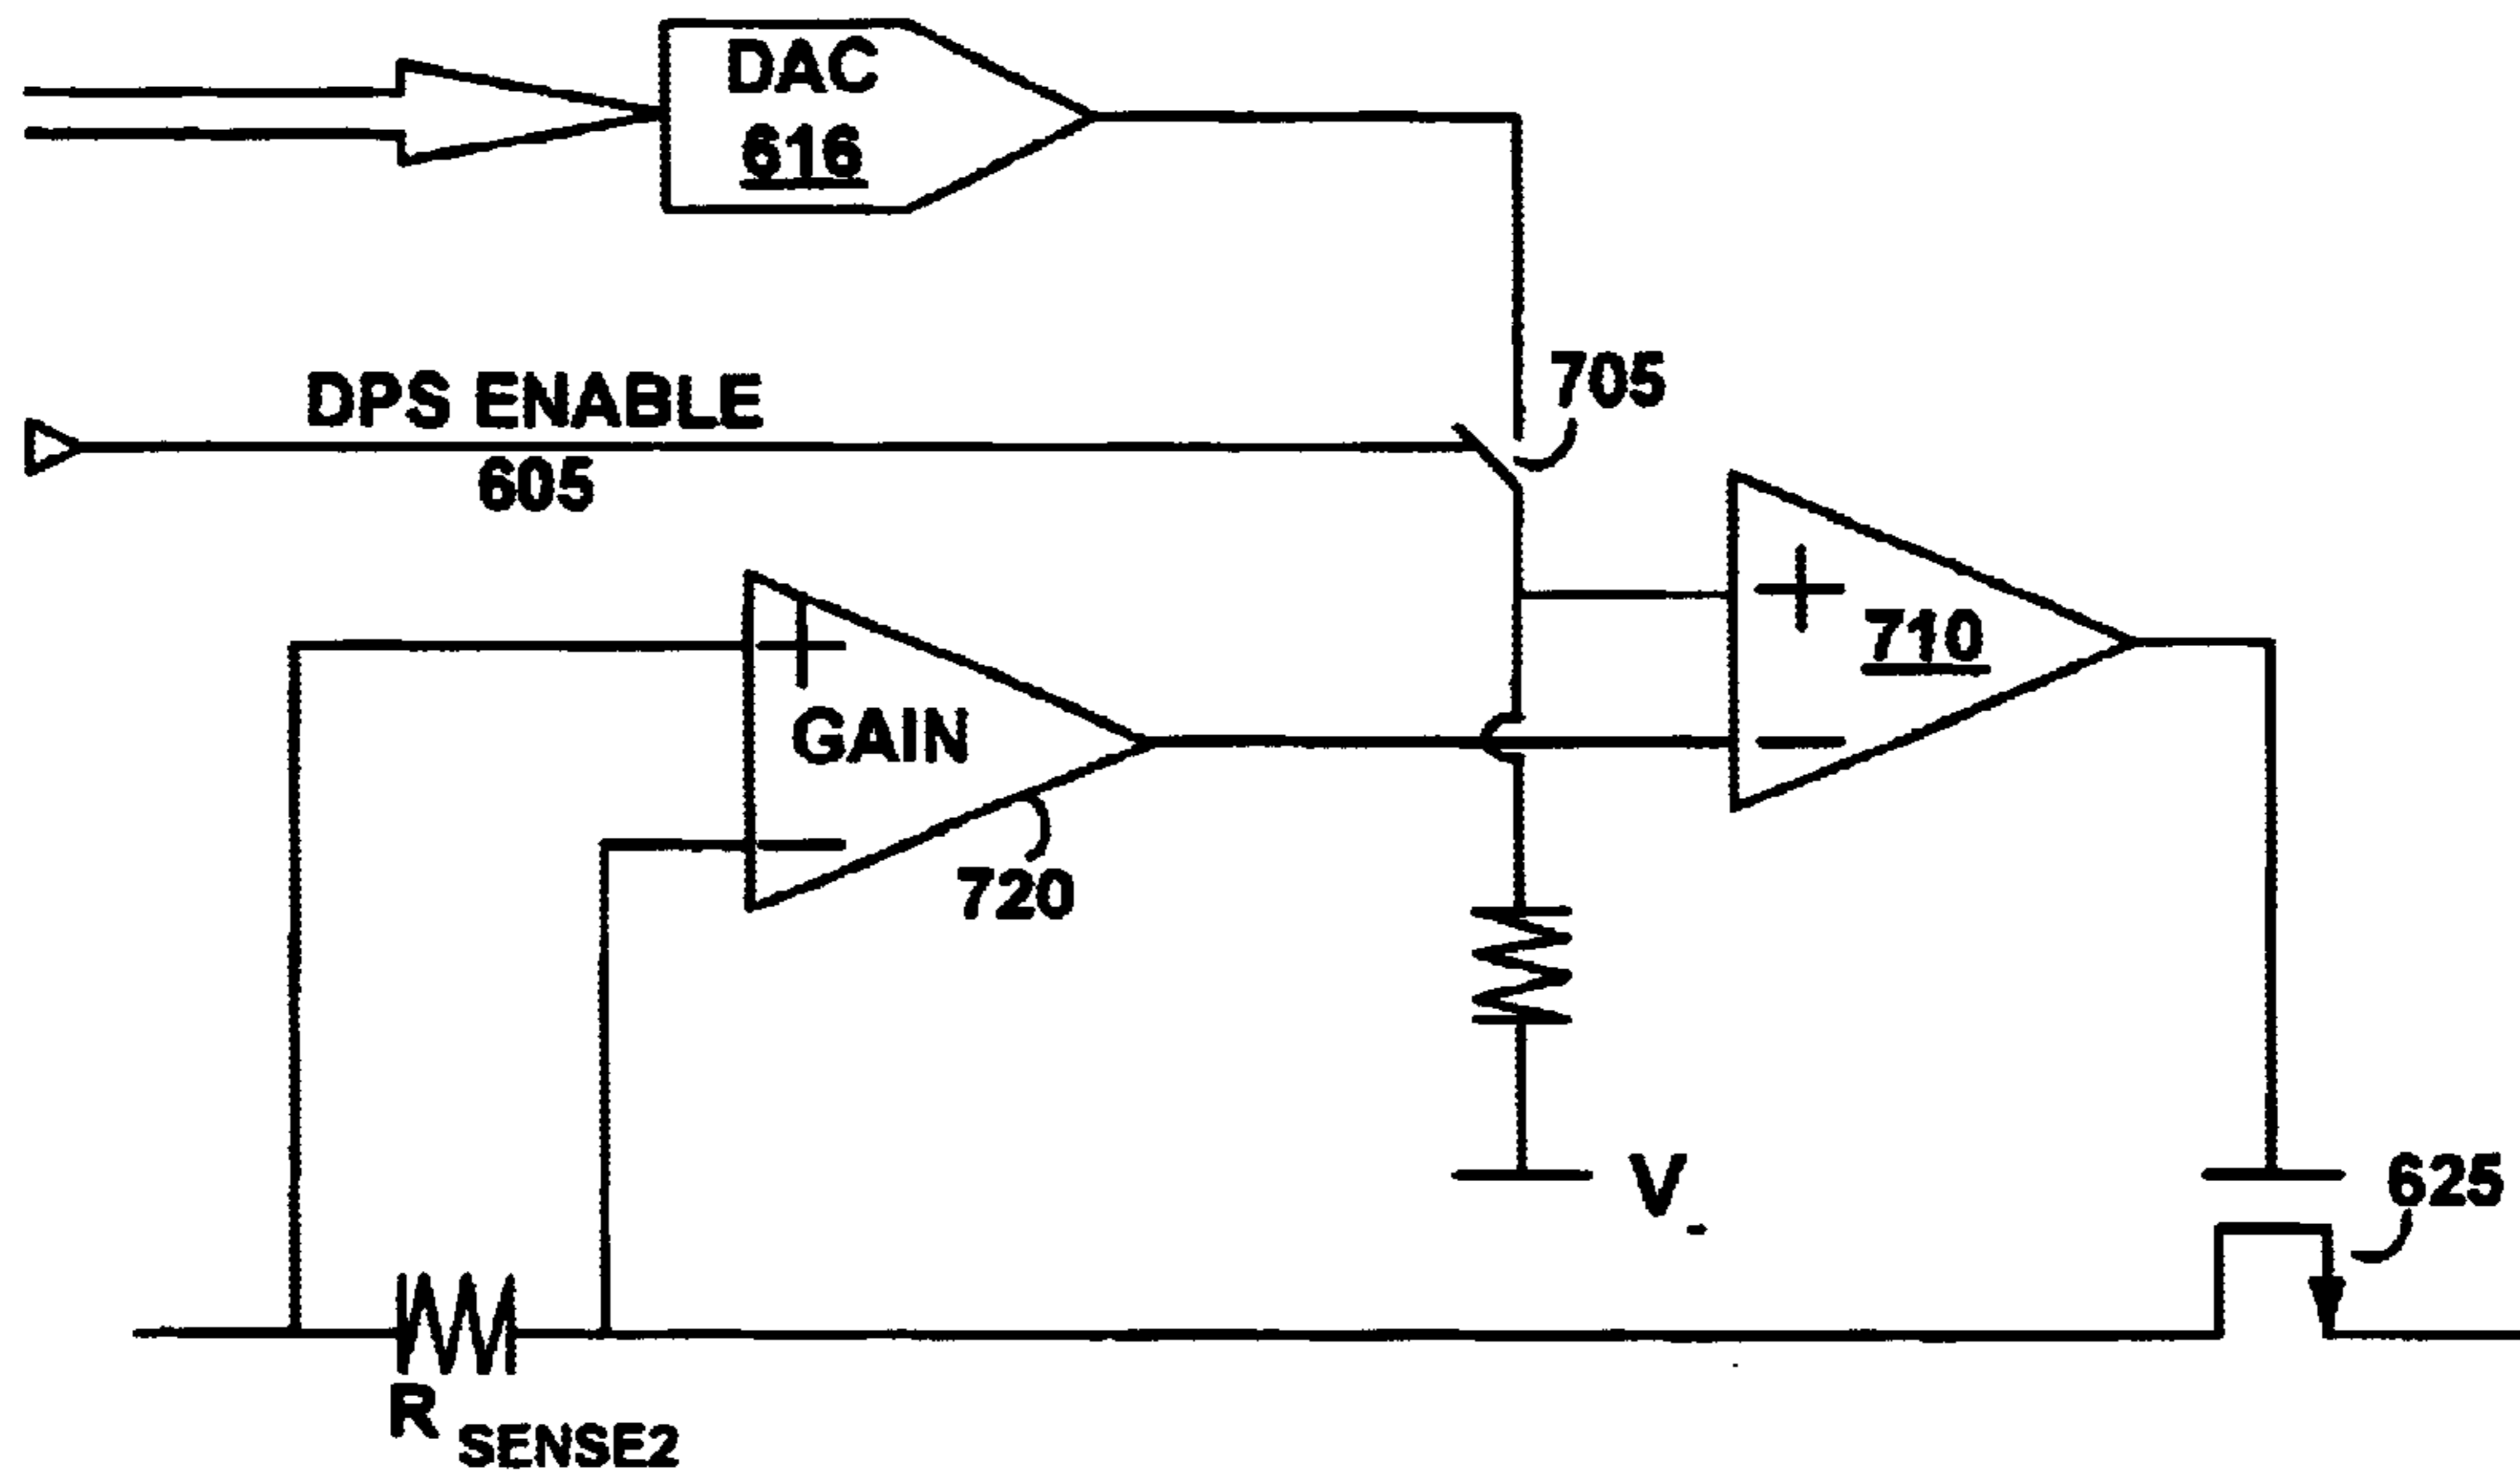 DAC
616
705
DPS ENABLE
605
+
710
+
GAIN
−
−
720
V-
625
R SENSE2